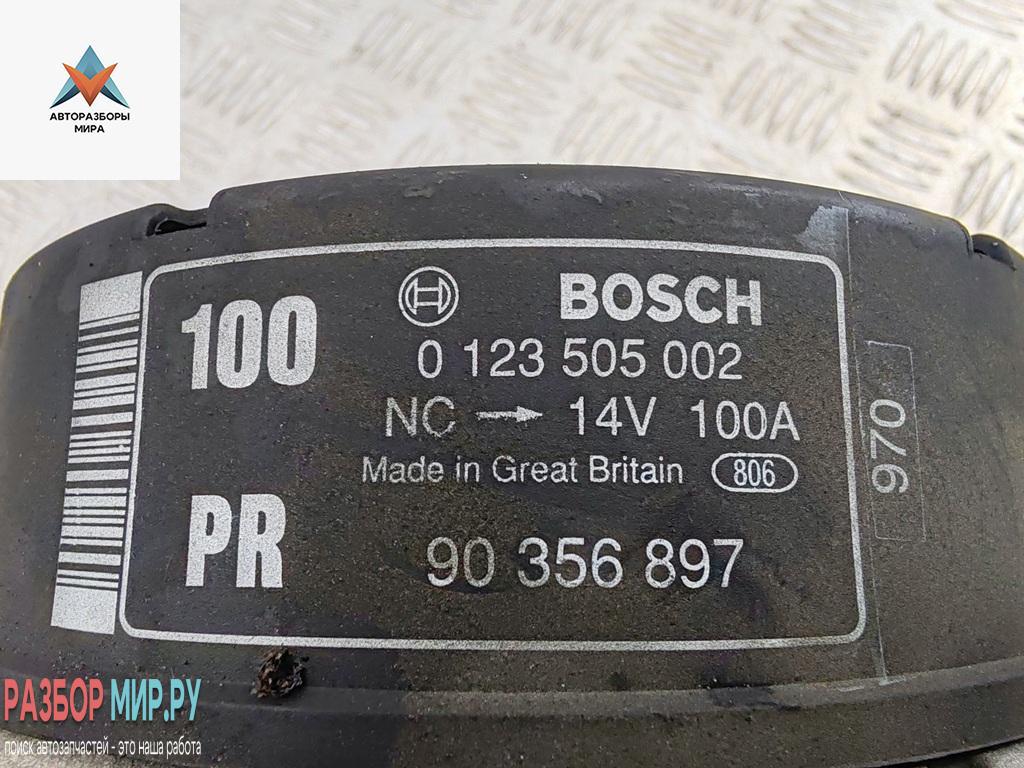 АВТОРАЗБОРЫ
МИРА
100
BOSCH
0 123 505 002
NC → 14V 100A
Made in Great Britain 806
PR
90 356 897
970
РАЗБОР МИР.РУ
поиск автозапчастей - это наша работа